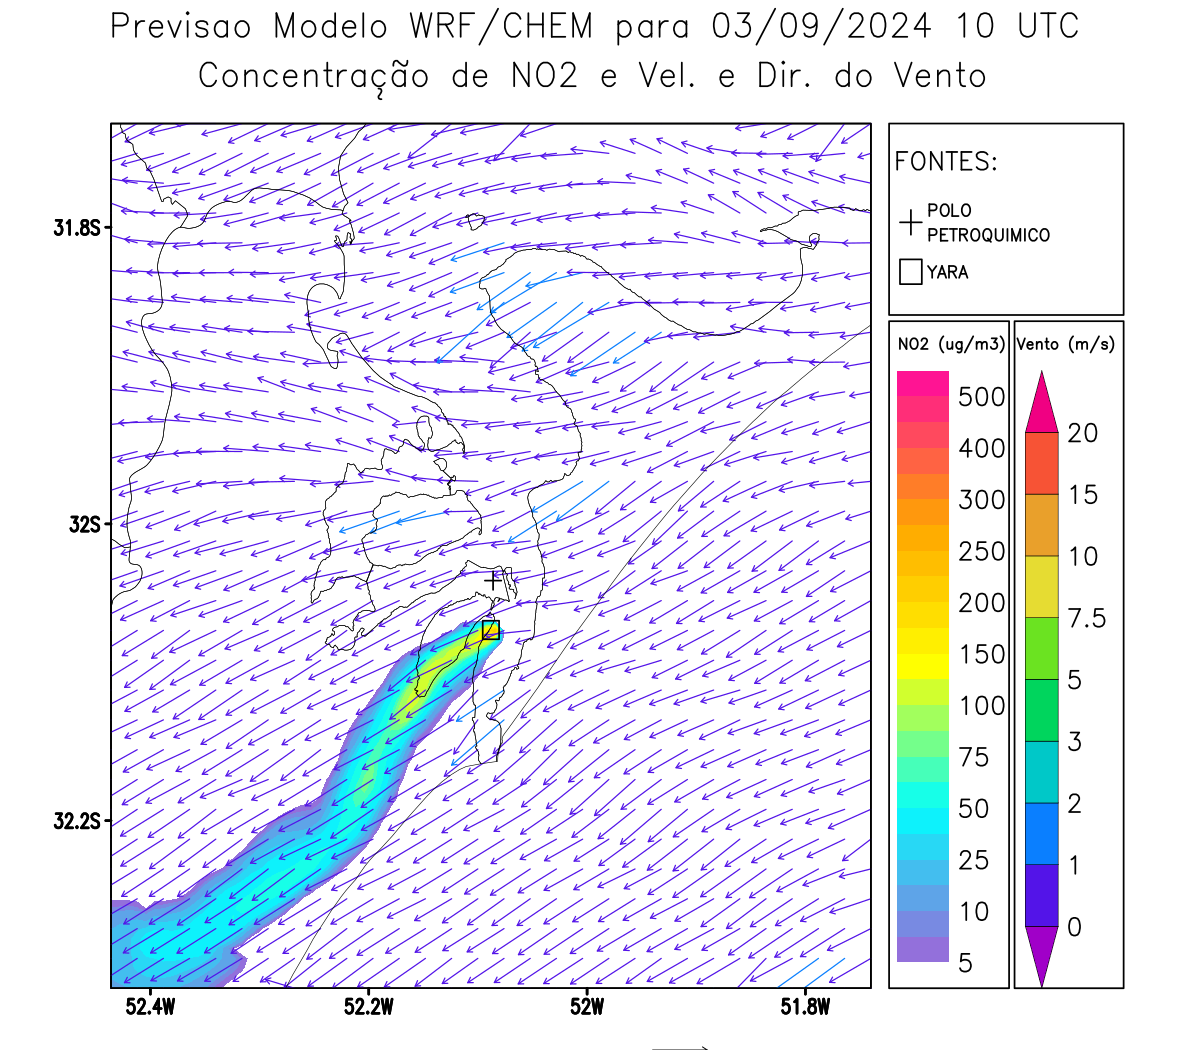 Previsao Modelo WRF/CHEM para 03/09/2024 10 UTC
Concentração de NO2 e Vel. e Dir. do Vento
FONTES:
POLO
PETROQUIMICO
YARA
31.8S
32S
32.2S
52.4W
52.2W
52W
51.8W
NO2 (ug/m3)
500
400
300
250
200
150
100
75
50
25
10
5
Vento (m/s)
20
15
10
7.5
5
3
2
1
0